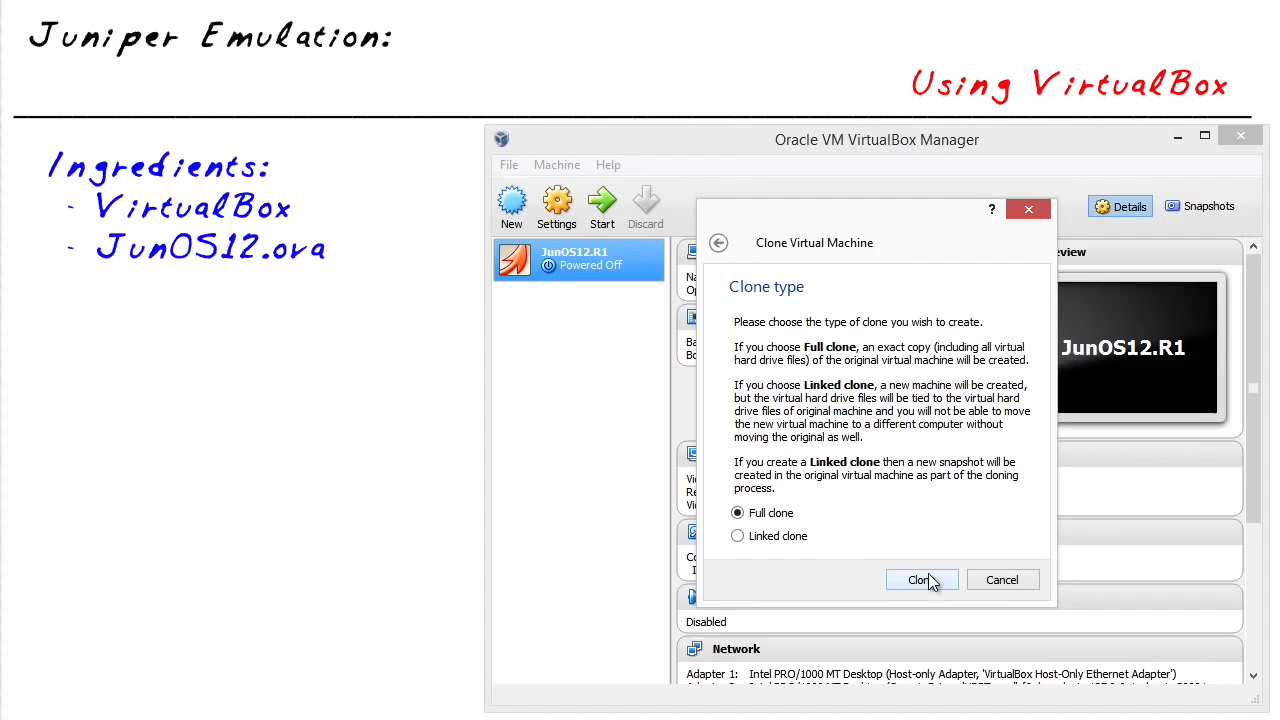 Juniper Emulation:
Using VirtualBox
Ingredients:
- VirtualBox
- JunOS12.ova
Oracle VM VirtualBox Manager
File Machine Help
New Settings Start Discard
Details Snapshots
JunOS12.R1
Powered Off
eview
JunOS12.R1
?
Clone Virtual Machine
Clone type
Please choose the type of clone you wish to create.
If you choose Full clone, an exact copy (including all virtual
hard drive files) of the original virtual machine will be created.
If you choose Linked clone, a new machine will be created,
but the virtual hard drive files will be tied to the virtual hard
drive files of original machine and you will not be able to move
the new virtual machine to a different computer without
moving the original as well.
If you create a Linked clone then a new snapshot will be
created in the original virtual machine as part of the cloning
process.
Full clone
Linked clone
Clon
Cancel
Disabled
Network
Adapter 1: Intel PRO/1000 MT Desktop (Host-only Adapter, 'VirtualBox Host-Only Ethernet Adapter')